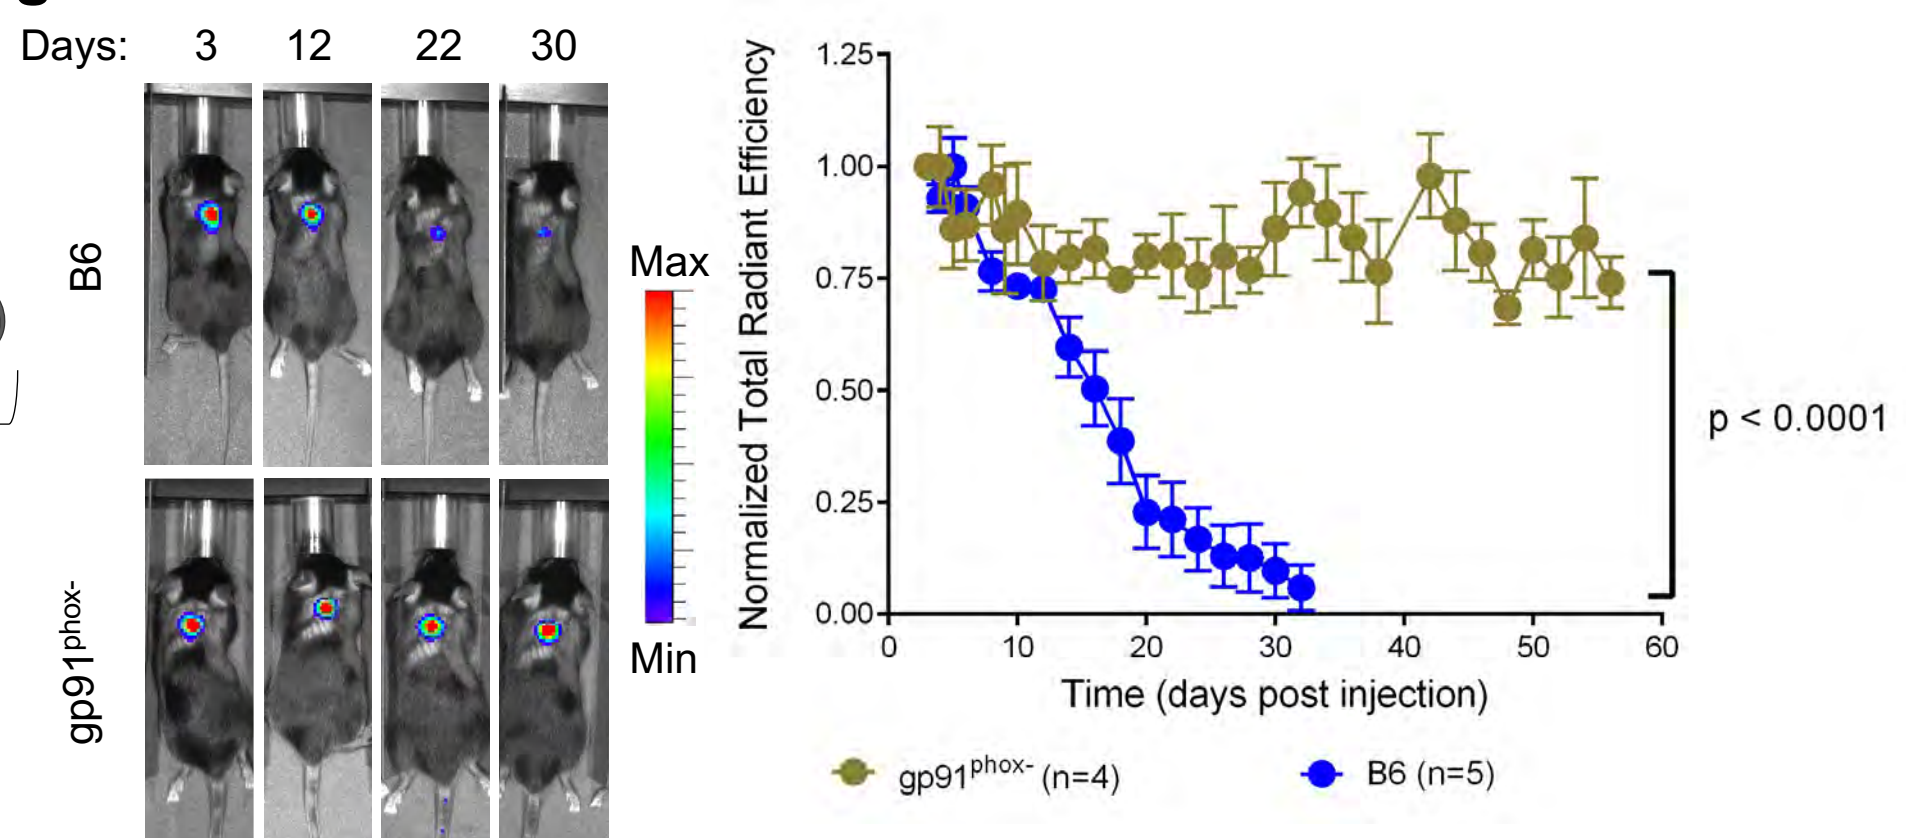 Days: 3 12 22 30
B6
gp91phox-
Max
Min
Normalized Total Radiant Efficiency
1.25
1.00
0.75
0.50
0.25
0.00
0 10 20 30 40 50 60
Time (days post injection)
p < 0.0001
gp91phox- (n=4) B6 (n=5)